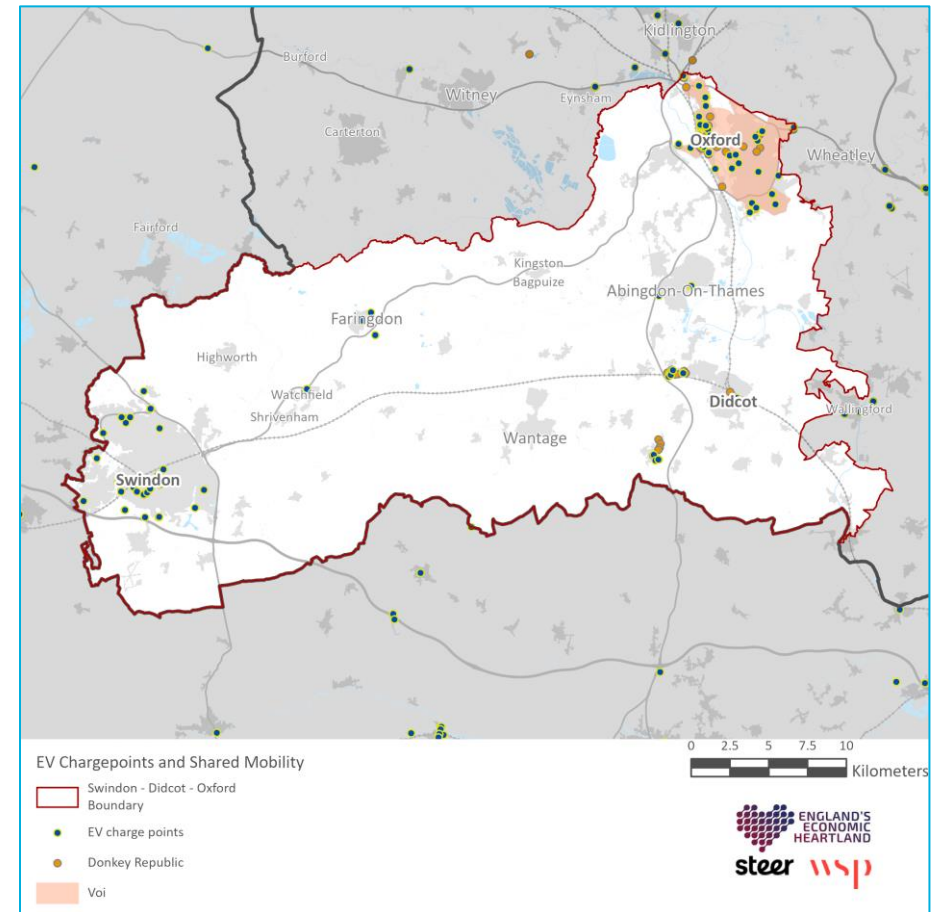 Kidlington
Burford
Witney
Eynsham
Carterton
Oxford
Wheatley
Fairford
Kingston
Bagpuize
Abingdon-On-Thames
Faringdon
Highworth
Watchfield
Shrivenham
Didcot
Wallingford
Wantage
Swindon
EV Chargepoints and Shared Mobility
Swindon - Didcot - Oxford
Boundary
EV charge points
Donkey Republic
Voi
0 2.5 5 7.5 10
Kilometers
ENGLAND'S
ECONOMIC
HEARTLAND
steer wsp